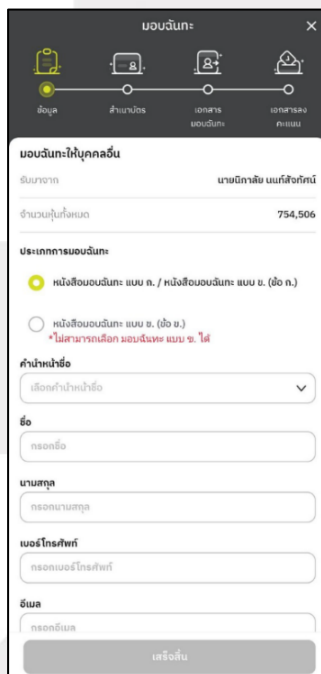 มอบฉันทะ
ข้อมูล
สำเนาบัตร
เอกสาร
มอบฉันทะ
เอกสารลง
คะแนน
มอบฉันทะให้บุคคลอื่น
รับมาจาก
นายนิกาลัย นนท์สังทัศน์
จำนวนหุ้นทั้งหมด
754,506
ประเภทการมอบฉันทะ
หนังสือมอบฉันทะ แบบ ก. / หนังสือมอบฉันทะ แบบ ข. (ข้อ ก.)
หนังสือมอบฉันทะ แบบ ข. (ข้อ ข.)
*ไม่สามารถเลือก มอบฉันทะ แบบ ข. ได้
คำนำหน้าชื่อ
เลือกคำนำหน้าชื่อ
ชื่อ
กรอกชื่อ
นามสกุล
กรอกนามสกุล
เบอร์โทรศัพท์
กรอกเบอร์โทรศัพท์
อีเมล
กรอกอีเมล
เสร็จสิ้น